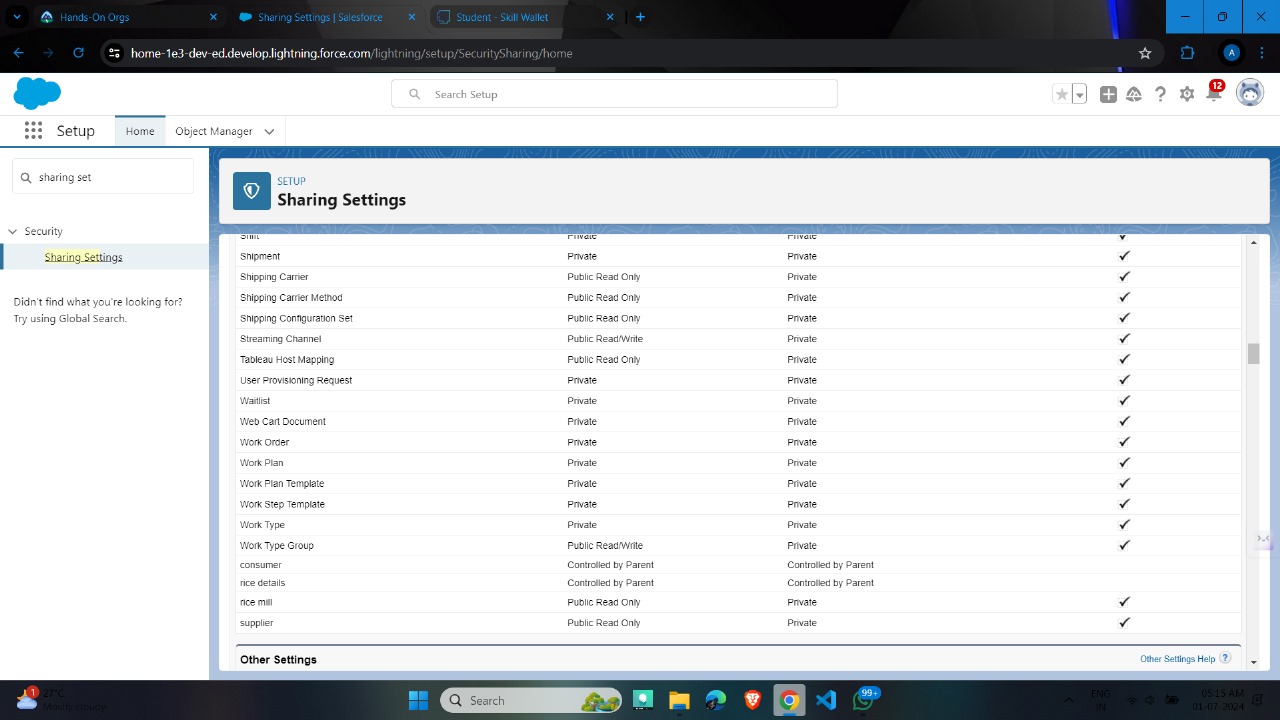 Hands-On Orgs
Sharing Settings | Salesforce
Student - Skill Wallet
home-1e3-dev-ed.develop.lightning.force.com/lightning/setup/SecuritySharing/home
A
Search Setup
12
Setup
Home
Object Manager
sharing set
Security
Sharing Settings
Didn't find what you're looking for?
Try using Global Search.
SETUP
Sharing Settings
Shift Private Private
Shipment Private Private
Shipping Carrier Public Read Only Private
Shipping Carrier Method Public Read Only Private
Shipping Configuration Set Public Read Only Private
Streaming Channel Public Read/Write Private
Tableau Host Mapping Public Read Only Private
User Provisioning Request Private Private
Waitlist Private Private
Web Cart Document Private Private
Work Order Private Private
Work Plan Private Private
Work Plan Template Private Private
Work Step Template Private Private
Work Type Private Private
Work Type Group Public Read/Write Private
consumer Controlled by Parent Controlled by Parent
rice details Controlled by Parent Controlled by Parent
rice mill Public Read Only Private
supplier Public Read Only Private
Other Settings
Other Settings Help ?
1
27°C
Mostly cloudy
Search
99+
ENG
IN
05:15 AM
01-07-2024